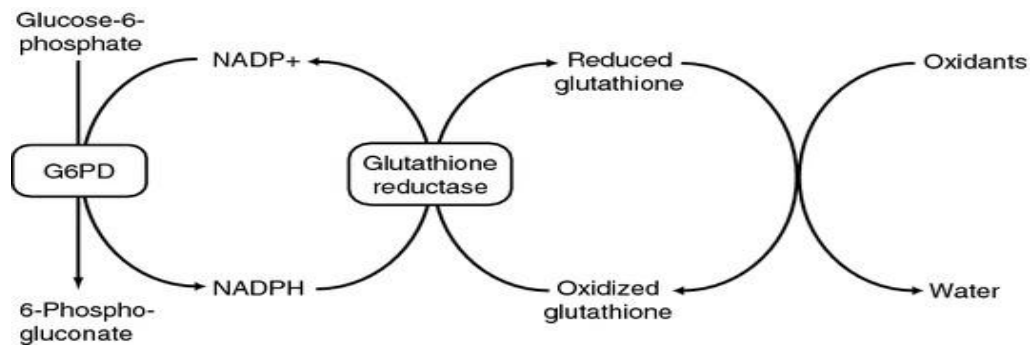 Glucose-6-
phosphate
NADP+
Reduced
glutathione
Oxidants
G6PD
Glutathione
reductase
NADPH
Oxidized
glutathione
Water
6-Phospho-
gluconate